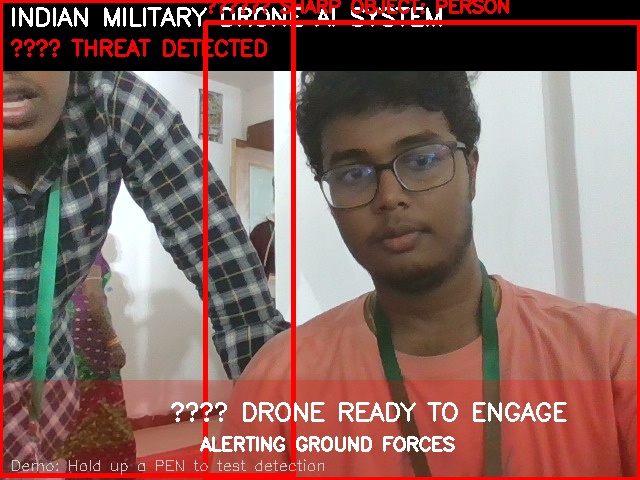 ?????? SHARP OBJECT: PERSON
INDIAN MILITARY DRONE AI SYSTEM
???? THREAT DETECTED
???? DRONE READY TO ENGAGE
ALERTING GROUND FORCES
Demo: Hold up a PEN to test detection